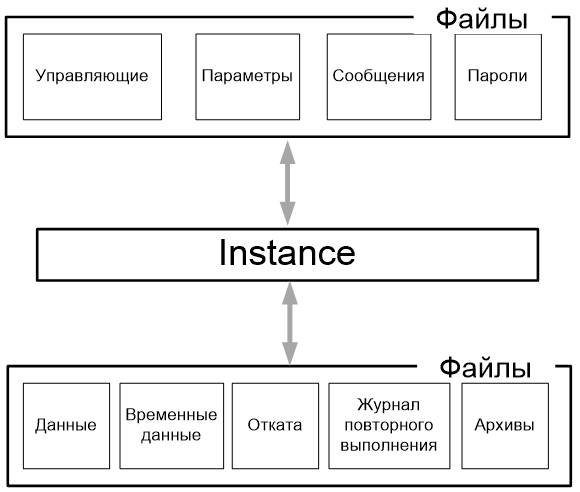 Файлы
Управляющие
Параметры
Сообщения
Пароли
Instance
Файлы
Данные
Временные
данные
Отката
Журнал
повторного
выполнения
Архивы